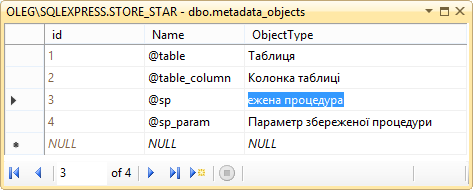 OLEG\SQLEXPRESS.STORE_STAR - dbo.metadata_objects
id Name ObjectType
1 @table Таблиця
2 @table_column Колонка таблиці
3 @sp ежена процедура
4 @sp_param Параметр збереженої процедури
NULL NULL NULL
3 of 4